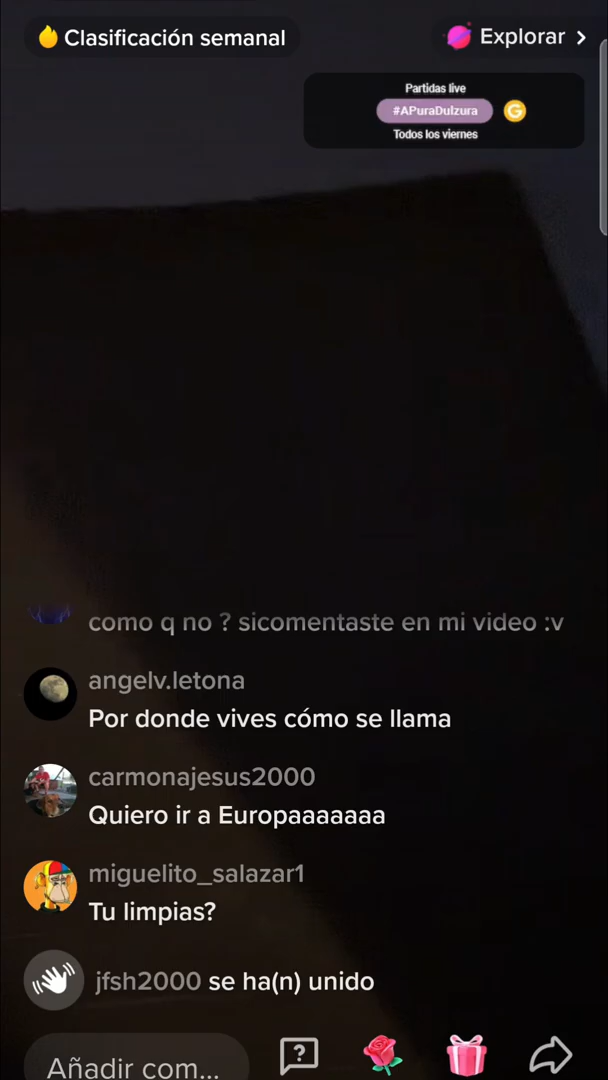 Clasificación semanal
Explorar
Partidas live
#APuraDulzura
G
Todos los viernes
como q no ? sicomentaste en mi video :v
angelv.letona
Por donde vives cómo se llama
carmonajesus2000
Quiero ir a Europaaaaaaa
miguelito_salazar1
Tu limpias?
jfsh2000 se ha(n) unido
Añadir com...